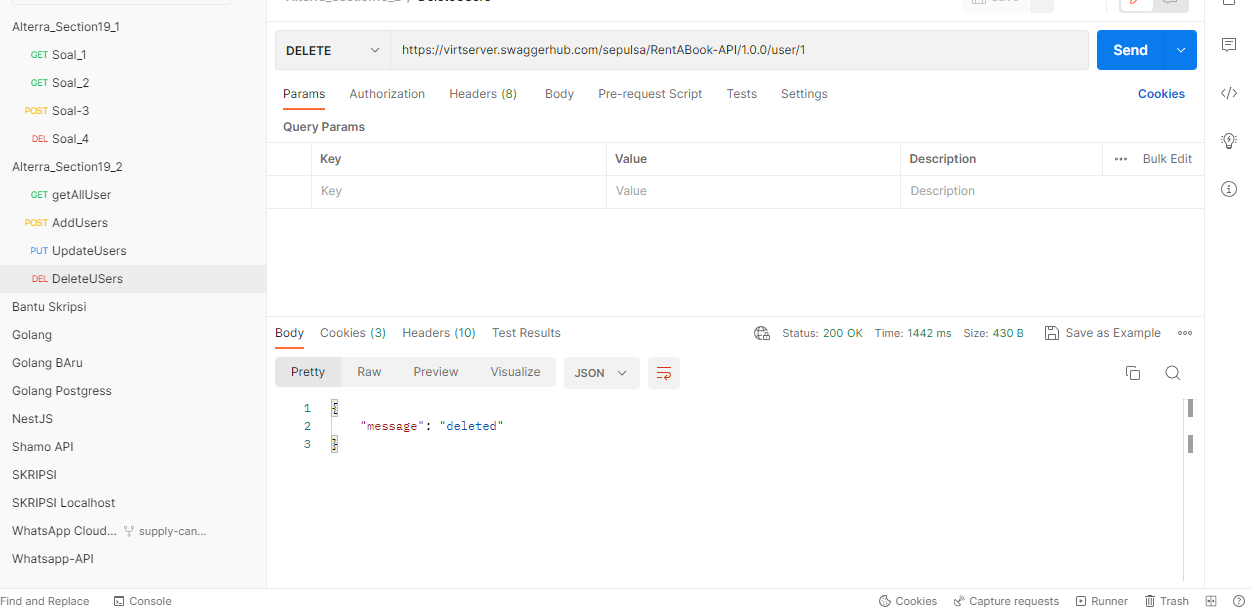 Alterra_Section19_1
GET Soal_1
GET Soal_2
POST Soal-3
DEL Soal_4
Alterra_Section19_2
GET getAllUser
POST AddUsers
PUT UpdateUsers
DEL DeleteUSers
Bantu Skripsi
Golang
Golang BAru
Golang Postgress
NestJS
Shamo API
SKRIPSI
SKRIPSI Localhost
WhatsApp Cloud... supply-can...
Whatsapp-API
DELETE https://virtserver.swaggerhub.com/sepulsa/RentABook-API/1.0.0/user/1 Send
Params Authorization Headers (8) Body Pre-request Script Tests Settings Cookies
Query Params
Key Value Description ••• Bulk Edit
Key Value Description
Body Cookies (3) Headers (10) Test Results Status: 200 OK Time: 1442 ms Size: 430 B Save as Example •••
Pretty Raw Preview Visualize JSON
1 {
2 "message": "deleted"
3 }
Find and Replace Console Cookies Capture requests Runner Trash